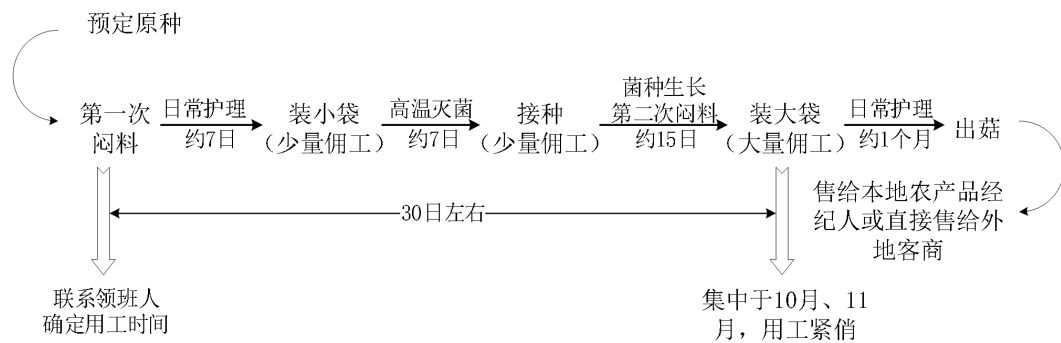 预定原种
第一次
闷料
日常护理
约7日
装小袋
（少量佣工）
高温灭菌
约7日
接种
（少量佣工）
菌种生长
第二次闷料
约15日
装大袋
（大量佣工）
日常护理
约1个月
出菇
售给本地农产品经
纪人或直接售给外
地客商
30日左右
联系领班人
确定用工时间
集中于10月、11
月，用工紧俏